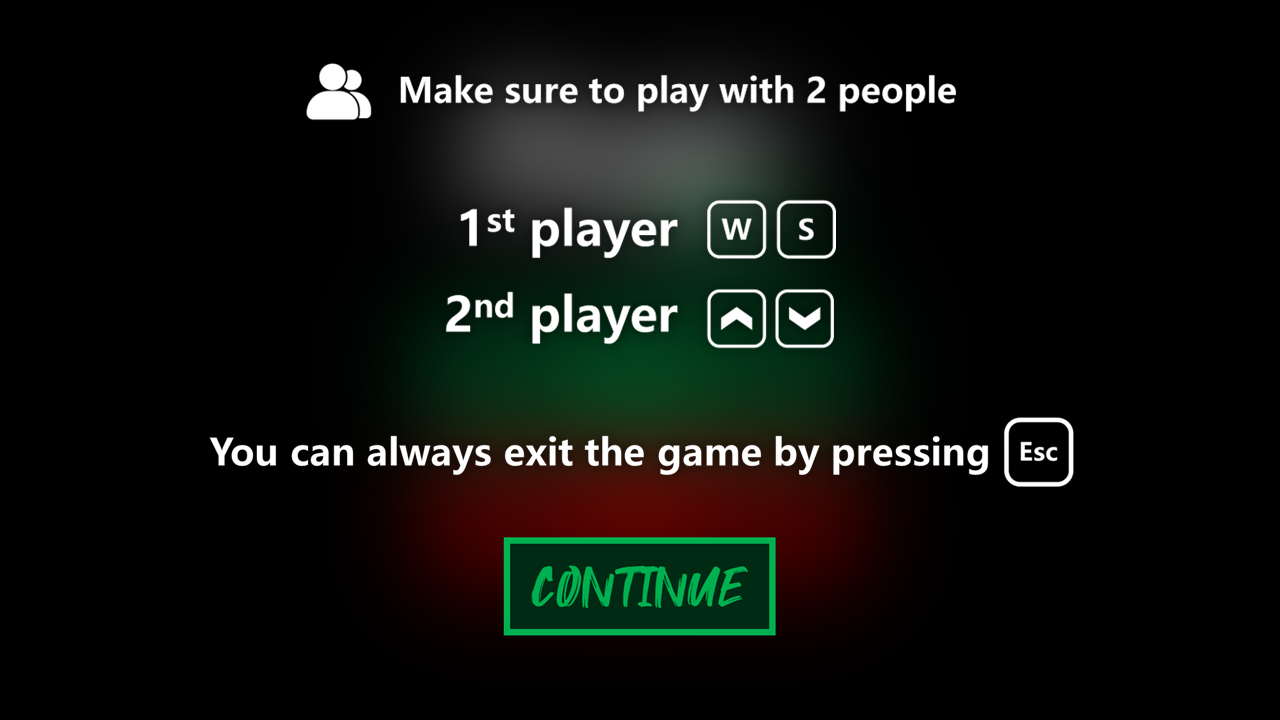 Make sure to play with 2 people
1st player W S
2nd player
You can always exit the game by pressing Esc
CONTINUE